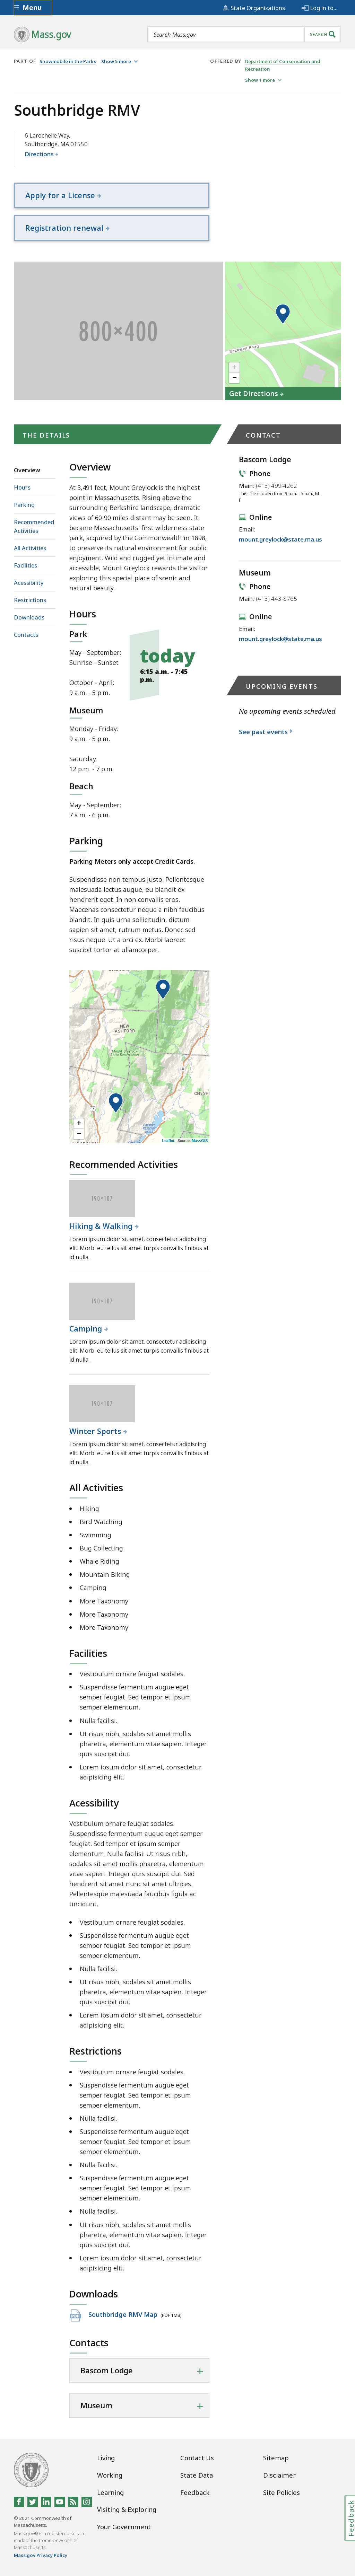 Menu
State Organizations
Log in to...
Mass.gov
Search Mass.gov
SEARCH
PART OF Snowmobile in the Parks Show 5 more
OFFERED BY Department of Conservation and
Recreation
Show 1 more
Southbridge RMV
6 Larochelle Way,
Southbridge, MA 01550
Directions
Apply for a License
Registration renewal
800×400
+
−
Get Directions
THE DETAILS
Overview
Hours
Parking
Recommended
Activities
All Activities
Facilities
Acessibility
Restrictions
Downloads
Contacts
Overview
At 3,491 feet, Mount Greylock is the highest
point in Massachusetts. Rising above the
surrounding Berkshire landscape, dramatic
views of 60-90 miles distant may be seen. It
became Massachusetts' first wilderness state
park, acquired by the Commonwealth in 1898,
to preserve its natural environment for the
public to enjoy. Wild and rugged yet
intimately accessible, Mount Greylock rewards
the visitor exploring this special place of
scenic and natural beauty.
Hours
Park
May - September:
Sunrise - Sunset
October - April:
9 a.m. - 5 p.m.
today
6:15 a.m. - 7:45
p.m.
Museum
Monday - Friday:
9 a.m. - 5 p.m.
Saturday:
12 p.m. - 7 p.m.
Beach
May - September:
7 a.m. - 6 p.m.
Parking
Parking Meters only accept Credit Cards.
Suspendisse non tempus justo. Pellentesque
malesuada lectus augue, eu blandit ex
hendrerit eget. In non convallis eros.
Maecenas consectetur neque a nibh faucibus
blandit. In quis urna sollicitudin, dictum
sapien sit amet, rutrum metus. Donec sed
risus neque. Ut a orci ex. Morbi laoreet
suscipit tortor at ullamcorper.
NEW
ASHFORD
+
−
Leaflet | Source: MassGIS
Recommended Activities
190×107
Hiking & Walking
Lorem ipsum dolor sit amet, consectetur adipiscing
elit. Morbi eu tellus sit amet turpis convallis finibus at
id nulla.
190×107
Camping
Lorem ipsum dolor sit amet, consectetur adipiscing
elit. Morbi eu tellus sit amet turpis convallis finibus at
id nulla.
190×107
Winter Sports
Lorem ipsum dolor sit amet, consectetur adipiscing
elit. Morbi eu tellus sit amet turpis convallis finibus at
id nulla.
All Activities
Hiking
Bird Watching
Swimming
Bug Collecting
Whale Riding
Mountain Biking
Camping
More Taxonomy
More Taxonomy
More Taxonomy
Facilities
Vestibulum ornare feugiat sodales.
Suspendisse fermentum augue eget
semper feugiat. Sed tempor et ipsum
semper elementum.
Nulla facilisi.
Ut risus nibh, sodales sit amet mollis
pharetra, elementum vitae sapien. Integer
quis suscipit dui.
Lorem ipsum dolor sit amet, consectetur
adipisicing elit.
Acessibility
Vestibulum ornare feugiat sodales.
Suspendisse fermentum augue eget semper
feugiat. Sed tempor et ipsum semper
elementum. Nulla facilisi. Ut risus nibh,
sodales sit amet mollis pharetra, elementum
vitae sapien. Integer quis suscipit dui. Sed
hendrerit sit amet nunc sit amet ultricies.
Pellentesque malesuada faucibus ligula ac
tincidunt.
Vestibulum ornare feugiat sodales.
Suspendisse fermentum augue eget
semper feugiat. Sed tempor et ipsum
semper elementum.
Nulla facilisi.
Ut risus nibh, sodales sit amet mollis
pharetra, elementum vitae sapien. Integer
quis suscipit dui.
Lorem ipsum dolor sit amet, consectetur
adipisicing elit.
Restrictions
Vestibulum ornare feugiat sodales.
Suspendisse fermentum augue eget
semper feugiat. Sed tempor et ipsum
semper elementum.
Nulla facilisi.
Suspendisse fermentum augue eget
semper feugiat. Sed tempor et ipsum
semper elementum.
Nulla facilisi.
Suspendisse fermentum augue eget
semper feugiat. Sed tempor et ipsum
semper elementum.
Nulla facilisi.
Ut risus nibh, sodales sit amet mollis
pharetra, elementum vitae sapien. Integer
quis suscipit dui.
Lorem ipsum dolor sit amet, consectetur
adipisicing elit.
Downloads
Southbridge RMV Map (PDF 1MB)
Contacts
Bascom Lodge +
Museum +
CONTACT
Bascom Lodge
Phone
Main: (413) 499-4262
This line is open from 9 a.m. - 5 p.m., M-
F
Online
Email:
mount.greylock@state.ma.us
Museum
Phone
Main: (413) 443-8765
Online
Email:
mount.greylock@state.ma.us
UPCOMING EVENTS
No upcoming events scheduled
See past events
© 2021 Commonwealth of
Massachusetts.
Mass.gov® is a registered service
mark of the Commonwealth of
Massachusetts.
Mass.gov Privacy Policy
Living
Working
Learning
Visiting & Exploring
Your Government
Contact Us
State Data
Feedback
Sitemap
Disclaimer
Site Policies
Feedback